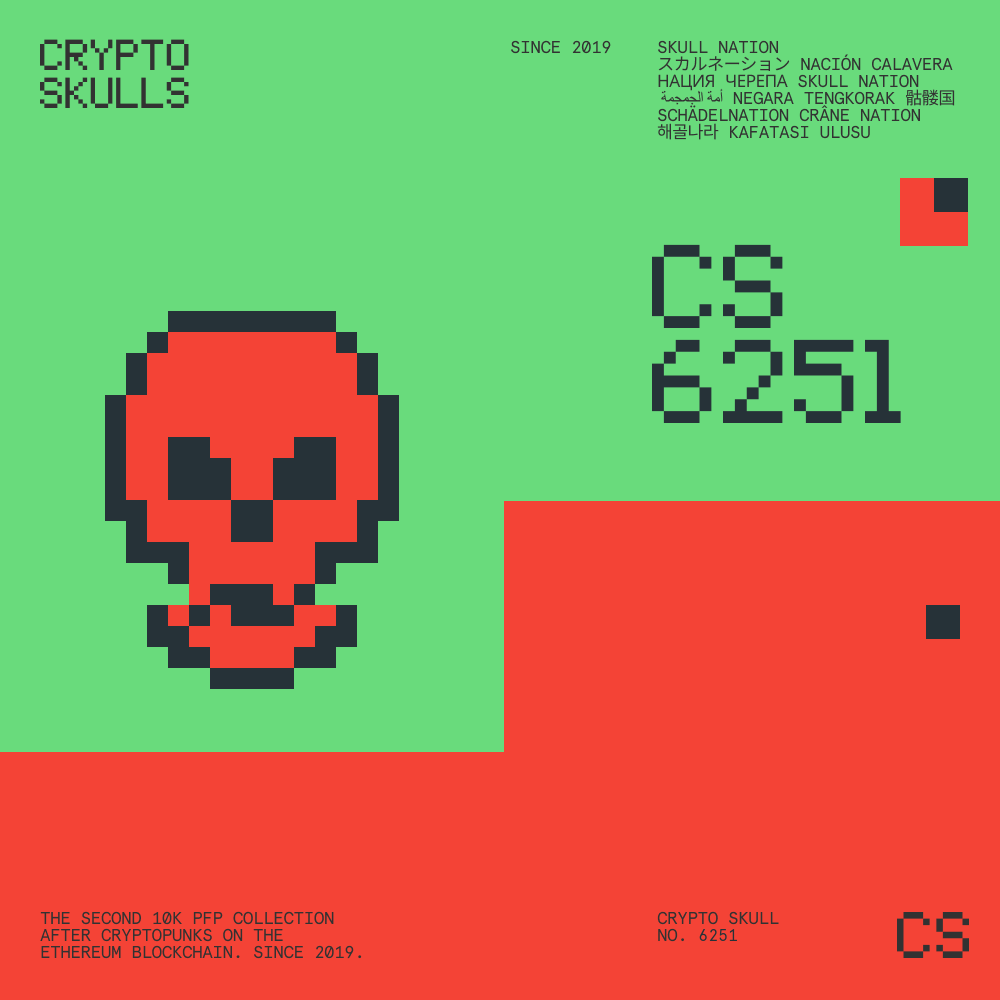 CRYPTO
SKULLS
SINCE 2019
SKULL NATION
スカルネーション NACIÓN CALAVERA
НАЦИЯ ЧЕРЕПА SKULL NATION
أمة الجمجمة NEGARA TENGKORAK 骷髅国
SCHÄDELNATION CRÂNE NATION
해골나라 KAFATASI ULUSU
CS
6251
THE SECOND 10K PFP COLLECTION
AFTER CRYPTOPUNKS ON THE
ETHEREUM BLOCKCHAIN. SINCE 2019.
CRYPTO SKULL
NO. 6251
CS